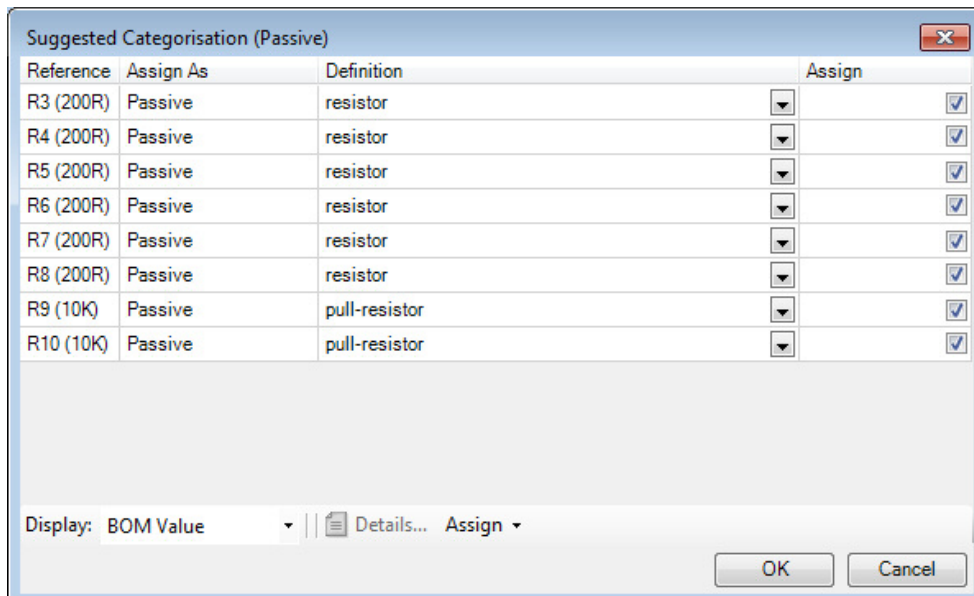 Suggested Categorisation (Passive)
Reference Assign As Definition Assign
R3 (200R) Passive resistor
R4 (200R) Passive resistor
R5 (200R) Passive resistor
R6 (200R) Passive resistor
R7 (200R) Passive resistor
R8 (200R) Passive resistor
R9 (10K) Passive pull-resistor
R10 (10K) Passive pull-resistor
Display: BOM Value Details... Assign
OK Cancel